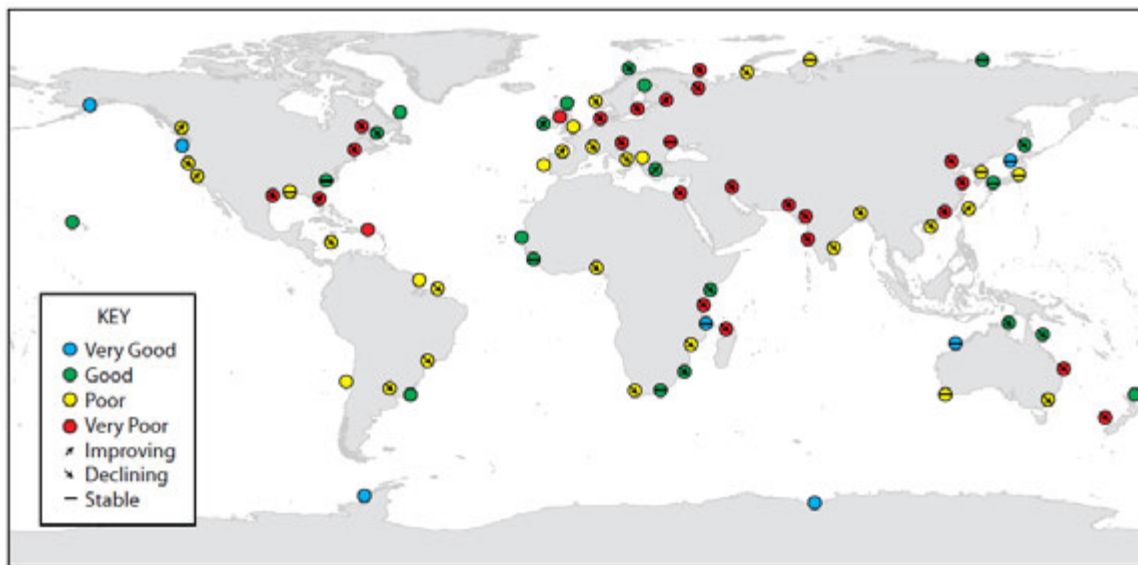 KEY
Very Good
Good
Poor
Very Poor
Improving
Declining
Stable